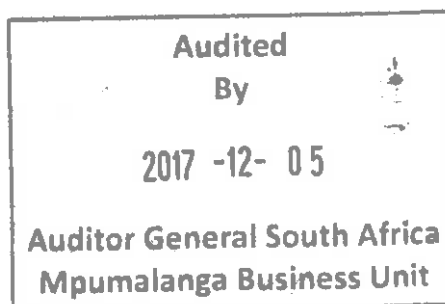 Audited
By
2017 -12- 05
Auditor General South Africa
Mpumalanga Business Unit